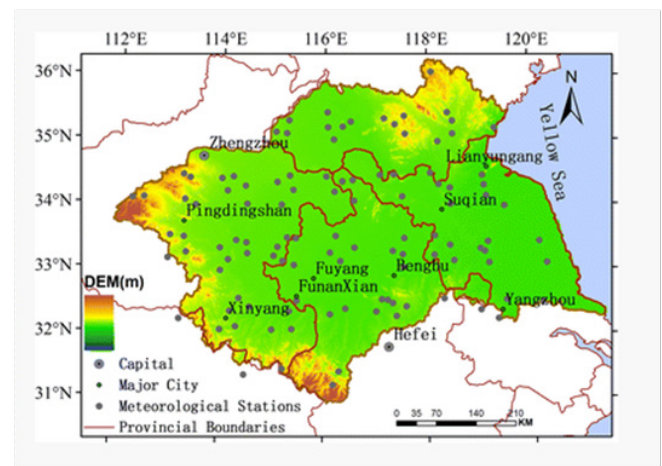 112°E 114°E 116°E 118°E 120°E
36°N
35°N
34°N
33°N
32°N
31°N
N
Yellow Sea
Zhengzhou
Lianyungang
Pingdingshan
Suqian
Fuyang
Bengbu
FunanXian
Xinyang
Yangzhou
Hefei
DEM(m)
Capital
Major City
Meteorological Stations
Provincial Boundaries
0 35 70 140 210
KM